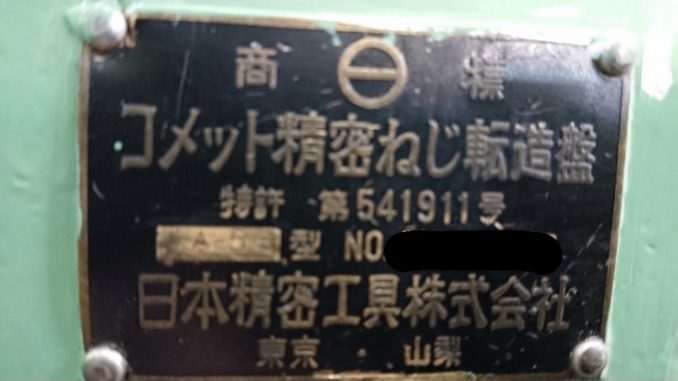 商 標
コメット精密ねじ転造盤
特許 第541911号
型 NO
日本精密工具株式会社
東京・山梨